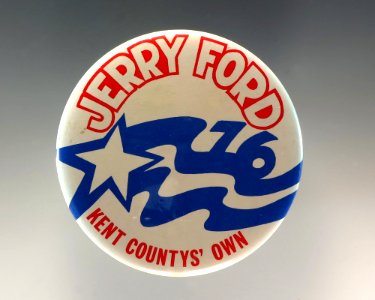 JERRY FORD
'76
KENT COUNTYS' OWN